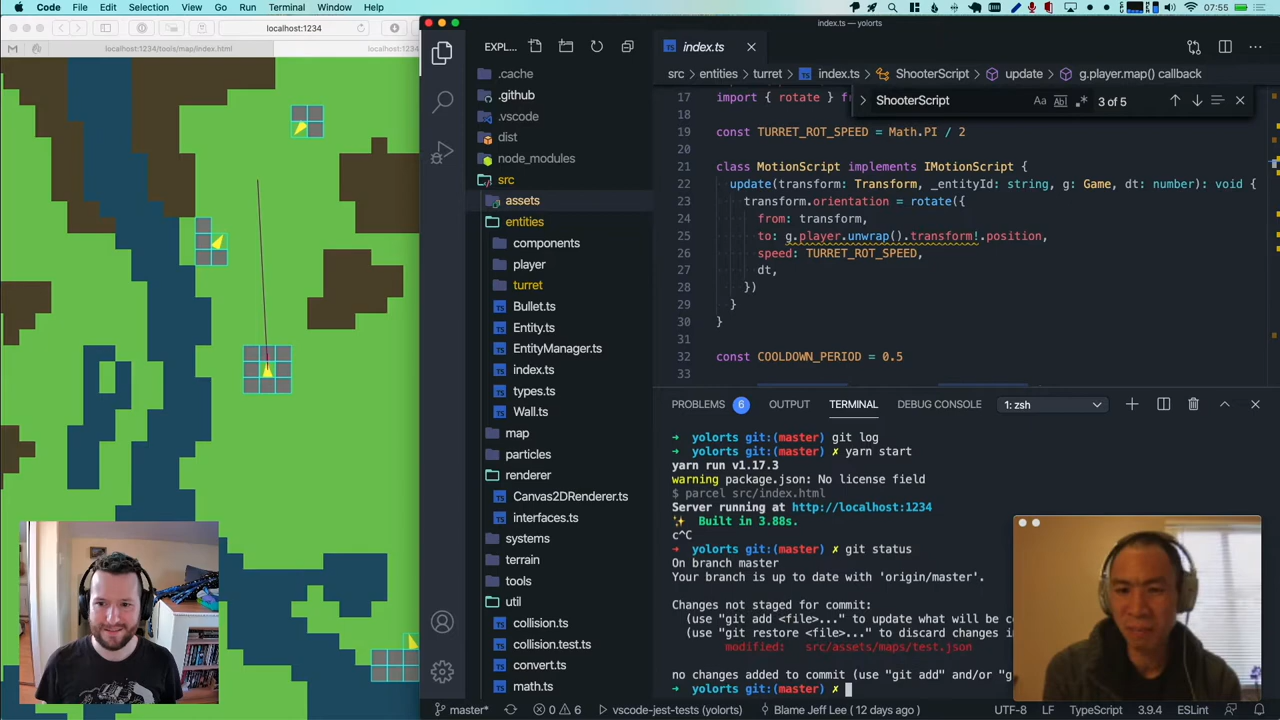 Code File Edit Selection View Go Run Terminal Window Help 07:55
localhost:1234
localhost:1234/tools/map/index.html
localhost:123
index.ts — yolorts
EXPL...
.cache
.github
.vscode
dist
node_modules
src
assets
entities
components
player
turret
Bullet.ts
Entity.ts
EntityManager.ts
index.ts
types.ts
Wall.ts
map
particles
renderer
Canvas2DRenderer.ts
interfaces.ts
systems
terrain
tools
util
collision.ts
collision.test.ts
convert.ts
math.ts
index.ts
src > entities > turret > index.ts > ShooterScript > update > g.player.map() callback
ShooterScript
Aa
3 of 5
17 import { rotate } f
18
19 const TURRET_ROT_SPEED = Math.PI / 2
20
21 class MotionScript implements IMotionScript {
22 update(transform: Transform, _entityId: string, g: Game, dt: number): void {
23 transform.orientation = rotate({
24 from: transform,
25 to: g.player.unwrap().transform!.position,
26 speed: TURRET_ROT_SPEED,
27 dt,
28 })
29 }
30 }
31
32 const COOLDOWN_PERIOD = 0.5
33
PROBLEMS 6 OUTPUT TERMINAL DEBUG CONSOLE 1: zsh
➜ yolorts git:(master) git log
➜ yolorts git:(master) ✗ yarn start
yarn run v1.17.3
warning package.json: No license field
$ parcel src/index.html
Server running at http://localhost:1234
✨ Built in 3.88s.
c^C
➜ yolorts git:(master) ✗ git status
On branch master
Your branch is up to date with 'origin/master'.
Changes not staged for commit:
(use "git add <file>..." to update what will be c
(use "git restore <file>..." to discard changes i
modified: src/assets/maps/test.json
no changes added to commit (use "git add" and/or "g
➜ yolorts git:(master) ✗
master* 0 6 vscode-jest-tests (yolorts) Blame Jeff Lee ( 12 days ago ) UTF-8 LF TypeScript 3.9.4 ESLint